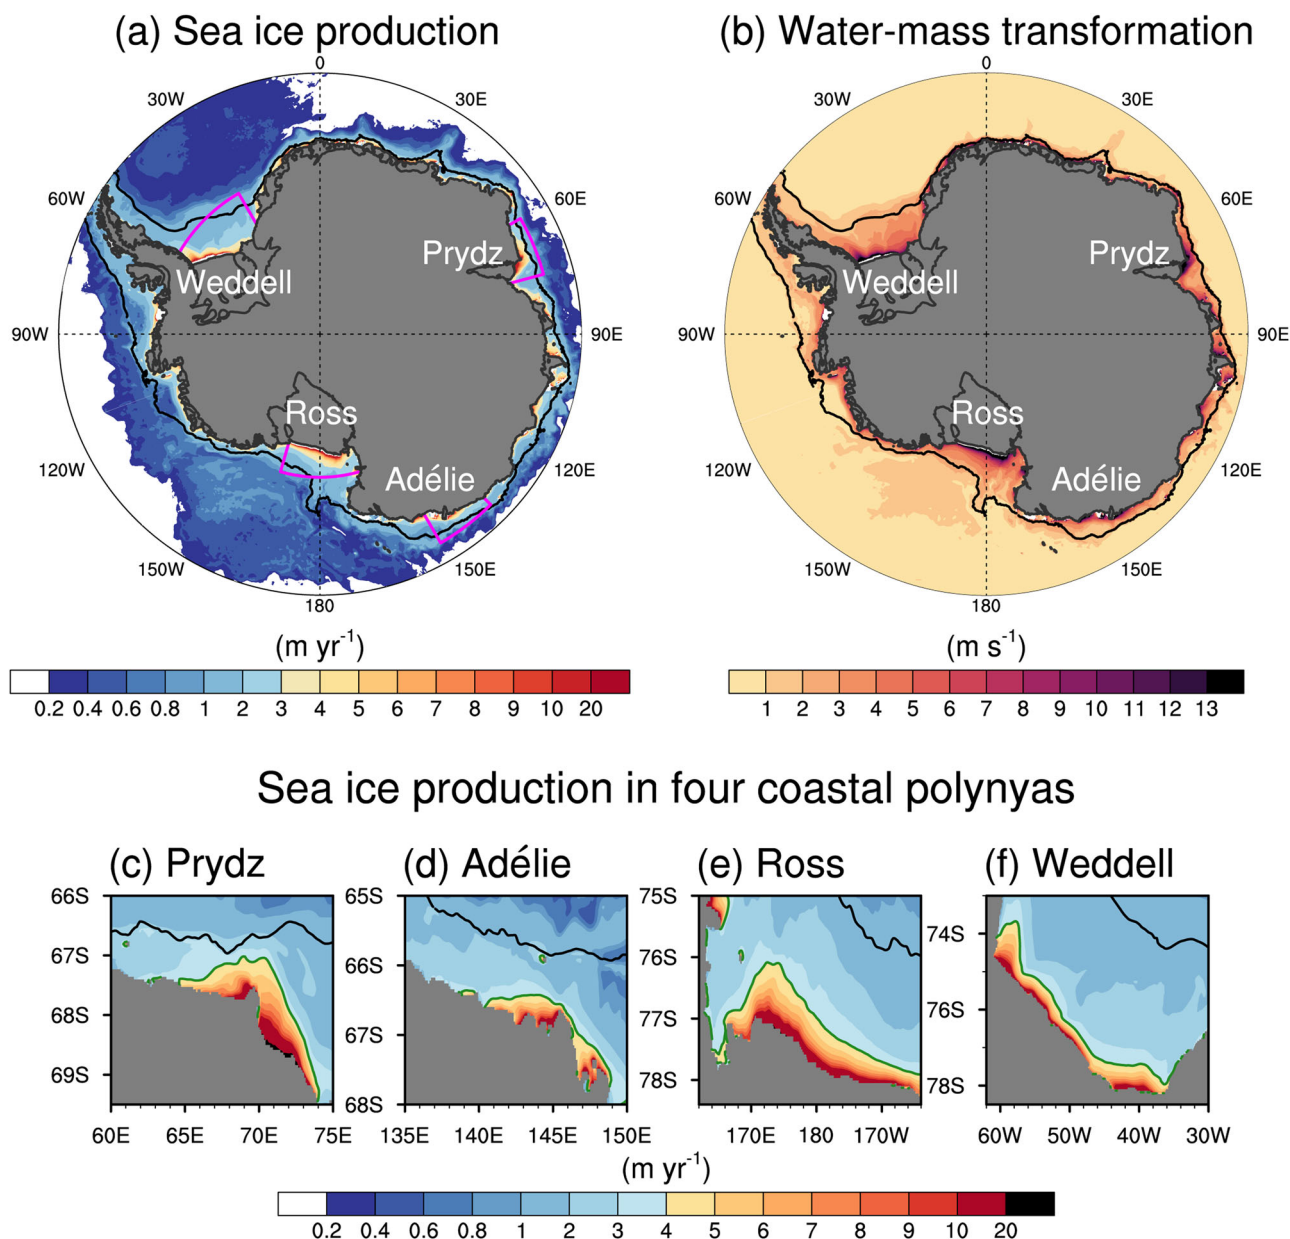 (a) Sea ice production
(b) Water-mass transformation
0
30W
30E
60W
60E
90W
90E
120W
120E
150W
150E
180
Weddell
Prydz
Ross
Adélie
0
30W
30E
60W
60E
90W
90E
120W
120E
150W
150E
180
Weddell
Prydz
Ross
Adélie
(m yr⁻¹)
0.2 0.4 0.6 0.8 1 2 3 4 5 6 7 8 9 10 20
(m s⁻¹)
1 2 3 4 5 6 7 8 9 10 11 12 13
Sea ice production in four coastal polynyas
(c) Prydz
66S
67S
68S
69S
60E 65E 70E 75E
(d) Adélie
65S
66S
67S
68S
135E 140E 145E 150E
(e) Ross
75S
76S
77S
78S
170E 180 170W
(f) Weddell
74S
76S
78S
60W 50W 40W 30W
(m yr⁻¹)
0.2 0.4 0.6 0.8 1 2 3 4 5 6 7 8 9 10 20